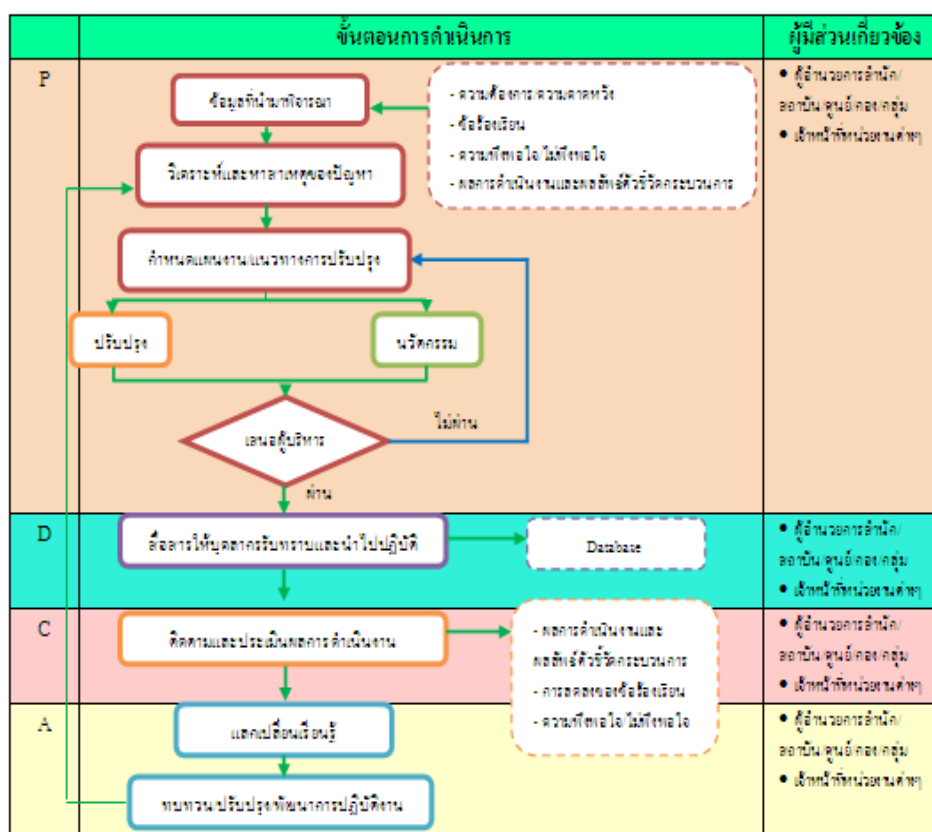 ขั้นตอนการดำเนินการ
ผู้มีส่วนเกี่ยวข้อง
P
ข้อมูลที่นำมาพิจารณา
- ความต้องการ/ความคาดหวัง
- ข้อร้องเรียน
- ความพึงพอใจ/ไม่พึงพอใจ
- ผลการดำเนินงานและผลลัพธ์ตัวชี้วัดกระบวนการ
• ผู้อำนวยการสำนัก/
สถาบัน/ศูนย์/กอง/กลุ่ม
• เจ้าหน้าที่หน่วยงานต่างๆ
วิเคราะห์และหาสาเหตุของปัญหา
กำหนดแผนงาน/แนวทางการปรับปรุง
ปรับปรุง
นวัตกรรม
เสนอผู้บริหาร
ไม่ผ่าน
ผ่าน
D
สื่อสารให้บุคลากรรับทราบและนำไปปฏิบัติ
Database
• ผู้อำนวยการสำนัก/
สถาบัน/ศูนย์/กอง/กลุ่ม
• เจ้าหน้าที่หน่วยงานต่างๆ
C
ติดตามและประเมินผลการดำเนินงาน
- ผลการดำเนินงานและ
ผลลัพธ์ตัวชี้วัดกระบวนการ
- การลดลงของข้อร้องเรียน
- ความพึงพอใจ/ไม่พึงพอใจ
• ผู้อำนวยการสำนัก/
สถาบัน/ศูนย์/กอง/กลุ่ม
• เจ้าหน้าที่หน่วยงานต่างๆ
A
แลกเปลี่ยนเรียนรู้
ทบทวน/ปรับปรุง/พัฒนาการปฏิบัติงาน
• ผู้อำนวยการสำนัก/
สถาบัน/ศูนย์/กอง/กลุ่ม
• เจ้าหน้าที่หน่วยงานต่างๆ